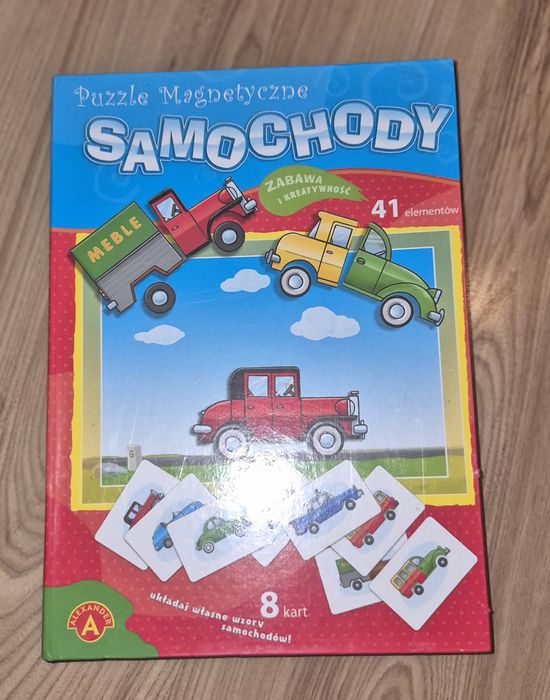 Puzzle Magnetyczne
SAMOCHODY
ZABAWA
I KREATYWNOŚĆ
41 elementów
MEBLE
8 kart
układaj własne wzory
samochodów!
ALEXANDER
A